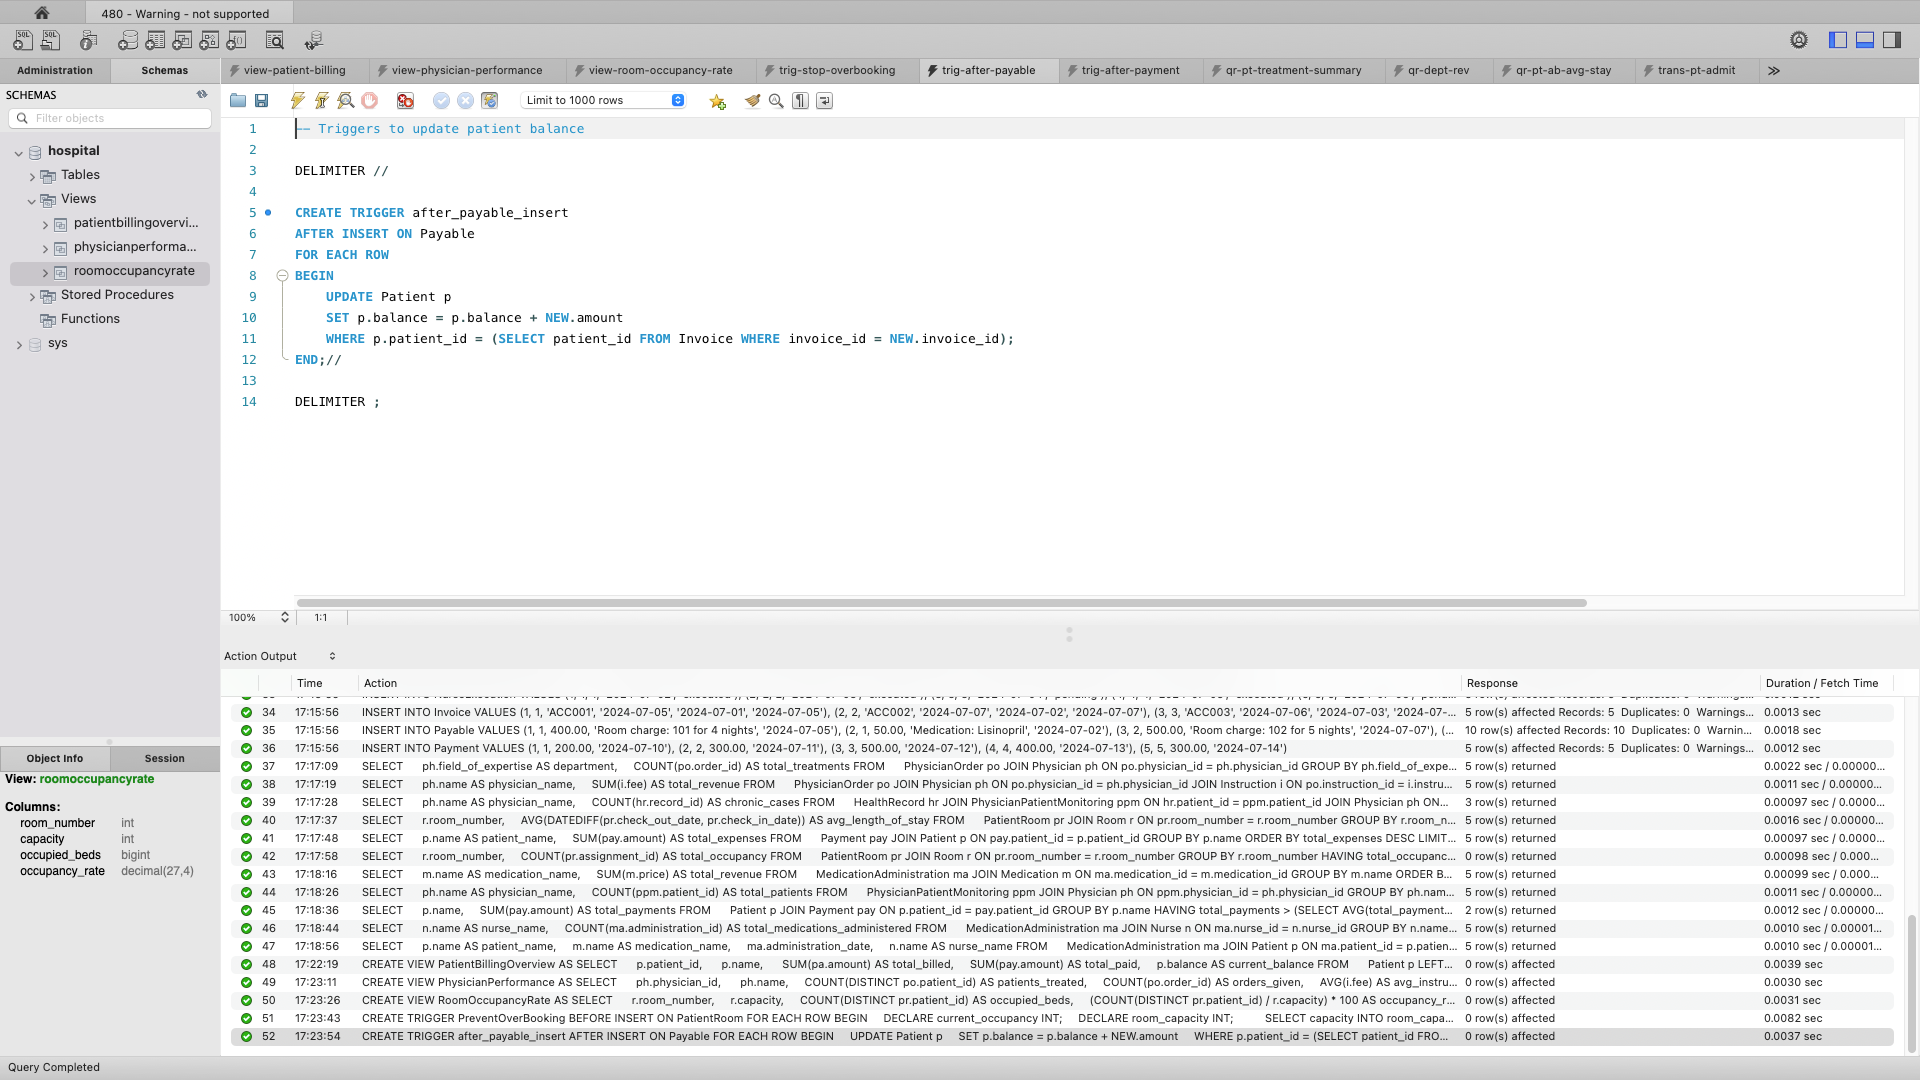 480 - Warning - not supported
Administration
Schemas
view-patient-billing
view-physician-performance
view-room-occupancy-rate
trig-stop-overbooking
trig-after-payable
trig-after-payment
qr-pt-treatment-summary
qr-dept-rev
qr-pt-ab-avg-stay
trans-pt-admit
SCHEMAS
Filter objects
hospital
Tables
Views
patientbillingovervi...
physicianperforma...
roomoccupancyrate
Stored Procedures
Functions
sys
Limit to 1000 rows
1 -- Triggers to update patient balance
2
3 DELIMITER //
4
5 CREATE TRIGGER after_payable_insert
6 AFTER INSERT ON Payable
7 FOR EACH ROW
8 BEGIN
9 UPDATE Patient p
10 SET p.balance = p.balance + NEW.amount
11 WHERE p.patient_id = (SELECT patient_id FROM Invoice WHERE invoice_id = NEW.invoice_id);
12 END;//
13
14 DELIMITER ;
100% 1:1
Action Output
Time Action Response Duration / Fetch Time
34 17:15:56 INSERT INTO Invoice VALUES (1, 1, 'ACC001', '2024-07-05', '2024-07-01', '2024-07-05'), (2, 2, 'ACC002', '2024-07-07', '2024-07-02', '2024-07-07'), (3, 3, 'ACC003', '2024-07-06', '2024-07-03', '2024-07-... 5 row(s) affected Records: 5 Duplicates: 0 Warnings... 0.0013 sec
35 17:15:56 INSERT INTO Payable VALUES (1, 1, 400.00, 'Room charge: 101 for 4 nights', '2024-07-05'), (2, 1, 50.00, 'Medication: Lisinopril', '2024-07-02'), (3, 2, 500.00, 'Room charge: 102 for 5 nights', '2024-07-07'), (... 10 row(s) affected Records: 10 Duplicates: 0 Warnin... 0.0018 sec
36 17:15:56 INSERT INTO Payment VALUES (1, 1, 200.00, '2024-07-10'), (2, 2, 300.00, '2024-07-11'), (3, 3, 500.00, '2024-07-12'), (4, 4, 400.00, '2024-07-13'), (5, 5, 300.00, '2024-07-14') 5 row(s) affected Records: 5 Duplicates: 0 Warnings... 0.0012 sec
37 17:17:09 SELECT ph.field_of_expertise AS department, COUNT(po.order_id) AS total_treatments FROM PhysicianOrder po JOIN Physician ph ON po.physician_id = ph.physician_id GROUP BY ph.field_of_expe... 5 row(s) returned 0.0022 sec / 0.00000...
38 17:17:19 SELECT ph.name AS physician_name, SUM(i.fee) AS total_revenue FROM PhysicianOrder po JOIN Physician ph ON po.physician_id = ph.physician_id JOIN Instruction i ON po.instruction_id = i.instru... 5 row(s) returned 0.0011 sec / 0.00000...
39 17:17:28 SELECT ph.name AS physician_name, COUNT(hr.record_id) AS chronic_cases FROM HealthRecord hr JOIN PhysicianPatientMonitoring ppm ON hr.patient_id = ppm.patient_id JOIN Physician ph ON... 3 row(s) returned 0.00097 sec / 0.0000...
40 17:17:37 SELECT r.room_number, AVG(DATEDIFF(pr.check_out_date, pr.check_in_date)) AS avg_length_of_stay FROM PatientRoom pr JOIN Room r ON pr.room_number = r.room_number GROUP BY r.room_n... 5 row(s) returned 0.0016 sec / 0.00000...
41 17:17:48 SELECT p.name AS patient_name, SUM(pay.amount) AS total_expenses FROM Payment pay JOIN Patient p ON pay.patient_id = p.patient_id GROUP BY p.name ORDER BY total_expenses DESC LIMIT... 5 row(s) returned 0.00097 sec / 0.0000...
42 17:17:58 SELECT r.room_number, COUNT(pr.assignment_id) AS total_occupancy FROM PatientRoom pr JOIN Room r ON pr.room_number = r.room_number GROUP BY r.room_number HAVING total_occupanc... 0 row(s) returned 0.00098 sec / 0.000...
43 17:18:16 SELECT m.name AS medication_name, SUM(m.price) AS total_revenue FROM MedicationAdministration ma JOIN Medication m ON ma.medication_id = m.medication_id GROUP BY m.name ORDER B... 5 row(s) returned 0.00099 sec / 0.000...
44 17:18:26 SELECT ph.name AS physician_name, COUNT(ppm.patient_id) AS total_patients FROM PhysicianPatientMonitoring ppm JOIN Physician ph ON ppm.physician_id = ph.physician_id GROUP BY ph.nam... 5 row(s) returned 0.0011 sec / 0.00000...
45 17:18:36 SELECT p.name, SUM(pay.amount) AS total_payments FROM Patient p JOIN Payment pay ON p.patient_id = pay.patient_id GROUP BY p.name HAVING total_payments > (SELECT AVG(total_payment... 2 row(s) returned 0.0012 sec / 0.00000...
46 17:18:44 SELECT n.name AS nurse_name, COUNT(ma.administration_id) AS total_medications_administered FROM MedicationAdministration ma JOIN Nurse n ON ma.nurse_id = n.nurse_id GROUP BY n.name... 5 row(s) returned 0.0010 sec / 0.00001...
47 17:18:56 SELECT p.name AS patient_name, m.name AS medication_name, ma.administration_date, n.name AS nurse_name FROM MedicationAdministration ma JOIN Patient p ON ma.patient_id = p.patien... 5 row(s) returned 0.0010 sec / 0.00001...
48 17:22:19 CREATE VIEW PatientBillingOverview AS SELECT p.patient_id, p.name, SUM(pa.amount) AS total_billed, SUM(pay.amount) AS total_paid, p.balance AS current_balance FROM Patient p LEFT... 0 row(s) affected 0.0039 sec
49 17:23:11 CREATE VIEW PhysicianPerformance AS SELECT ph.physician_id, ph.name, COUNT(DISTINCT po.patient_id) AS patients_treated, COUNT(po.order_id) AS orders_given, AVG(i.fee) AS avg_instru... 0 row(s) affected 0.0030 sec
50 17:23:26 CREATE VIEW RoomOccupancyRate AS SELECT r.room_number, r.capacity, COUNT(DISTINCT pr.patient_id) AS occupied_beds, (COUNT(DISTINCT pr.patient_id) / r.capacity) * 100 AS occupancy_r... 0 row(s) affected 0.0031 sec
51 17:23:43 CREATE TRIGGER PreventOverBooking BEFORE INSERT ON PatientRoom FOR EACH ROW BEGIN DECLARE current_occupancy INT; DECLARE room_capacity INT; SELECT capacity INTO room_capa... 0 row(s) affected 0.0082 sec
52 17:23:54 CREATE TRIGGER after_payable_insert AFTER INSERT ON Payable FOR EACH ROW BEGIN UPDATE Patient p SET p.balance = p.balance + NEW.amount WHERE p.patient_id = (SELECT patient_id FRO... 0 row(s) affected 0.0037 sec
Object Info
Session
View: roomoccupancyrate
Columns:
room_number int
capacity int
occupied_beds bigint
occupancy_rate decimal(27,4)
Query Completed